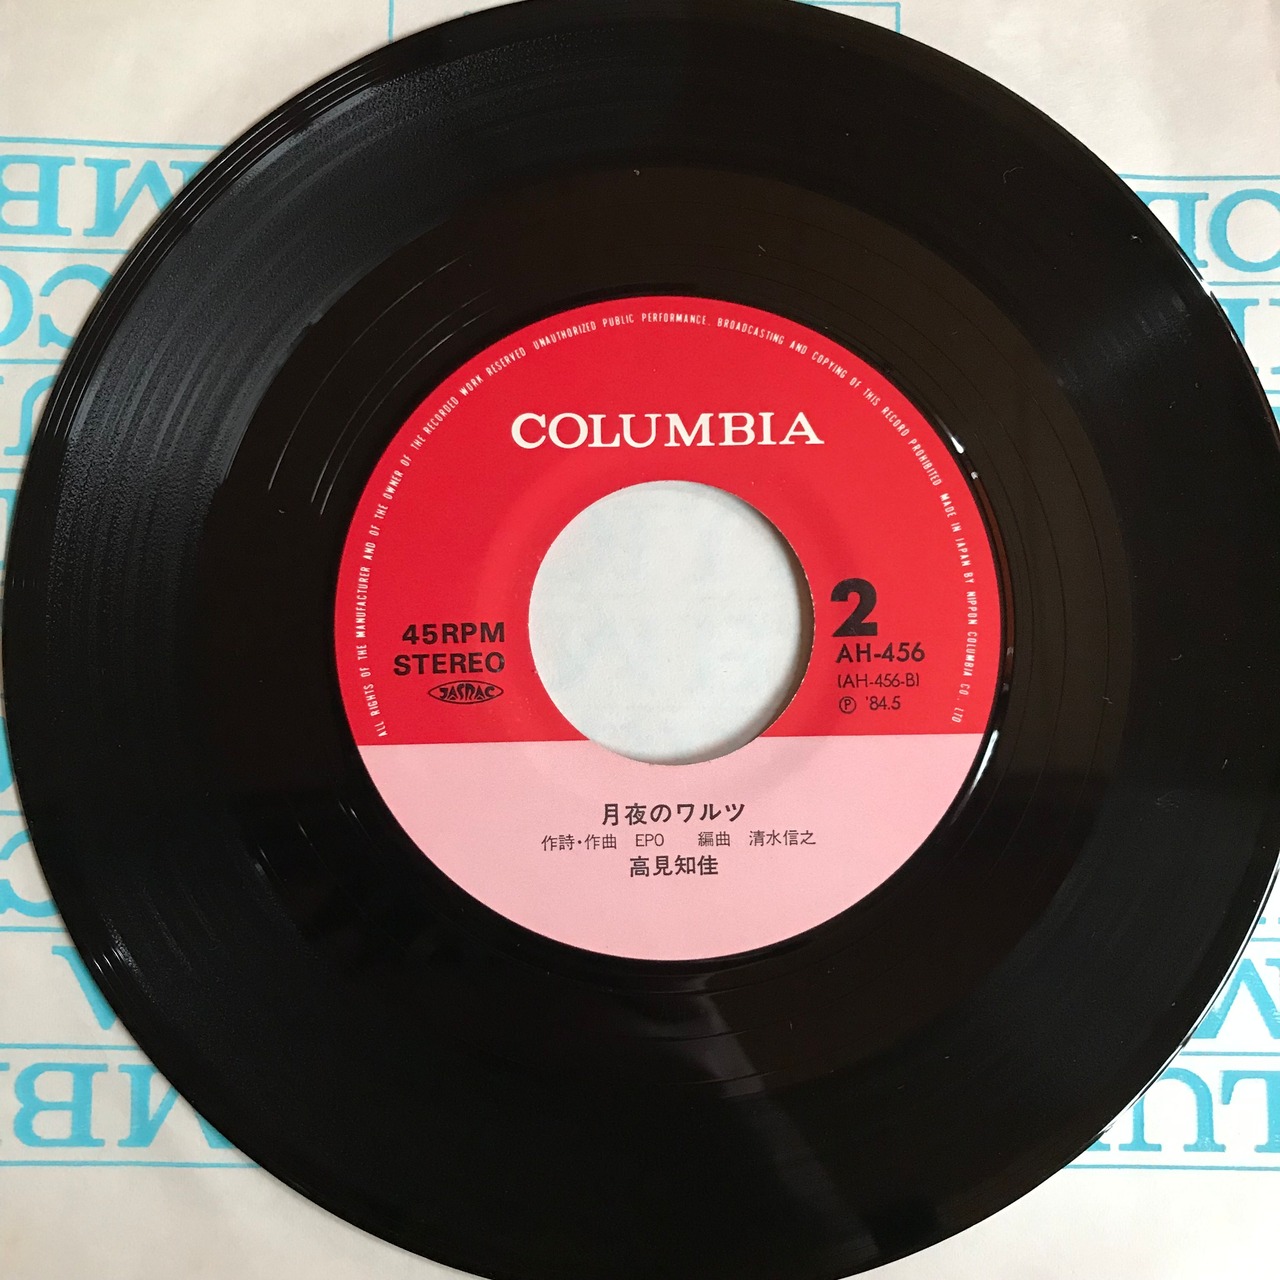 ALL RIGHTS OF THE MANUFACTURER AND OF THE OWNER OF THE RECORDED WORK RESERVED UNAUTHORIZED PUBLIC PERFORMANCE. BROADCASTING AND COPYING OF THIS RECORD PROHIBITED MADE IN JAPAN BY NIPPON COLUMBIA CO. LTD
COLUMBIA
45RPM
STEREO
JASRAC
2
AH-456
(AH-456-B)
Ⓟ '84.5
月夜のワルツ
作詩・作曲 EPO 編曲 清水信之
高見知佳